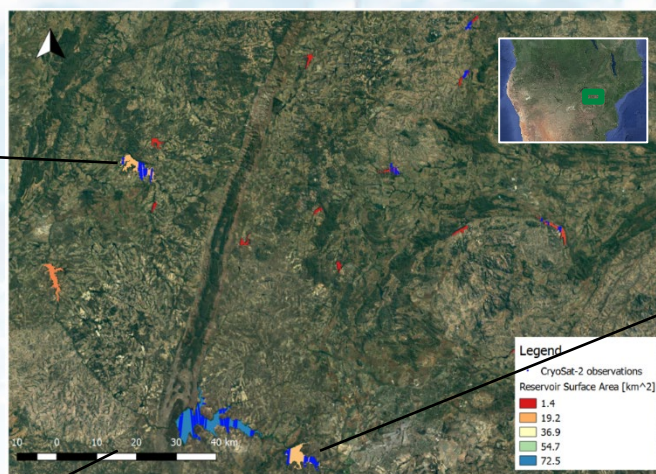 Legend
CryoSat-2 observations
Reservoir Surface Area [km^2]
1.4
19.2
36.9
54.7
72.5
10 0 10 20 30 40 km